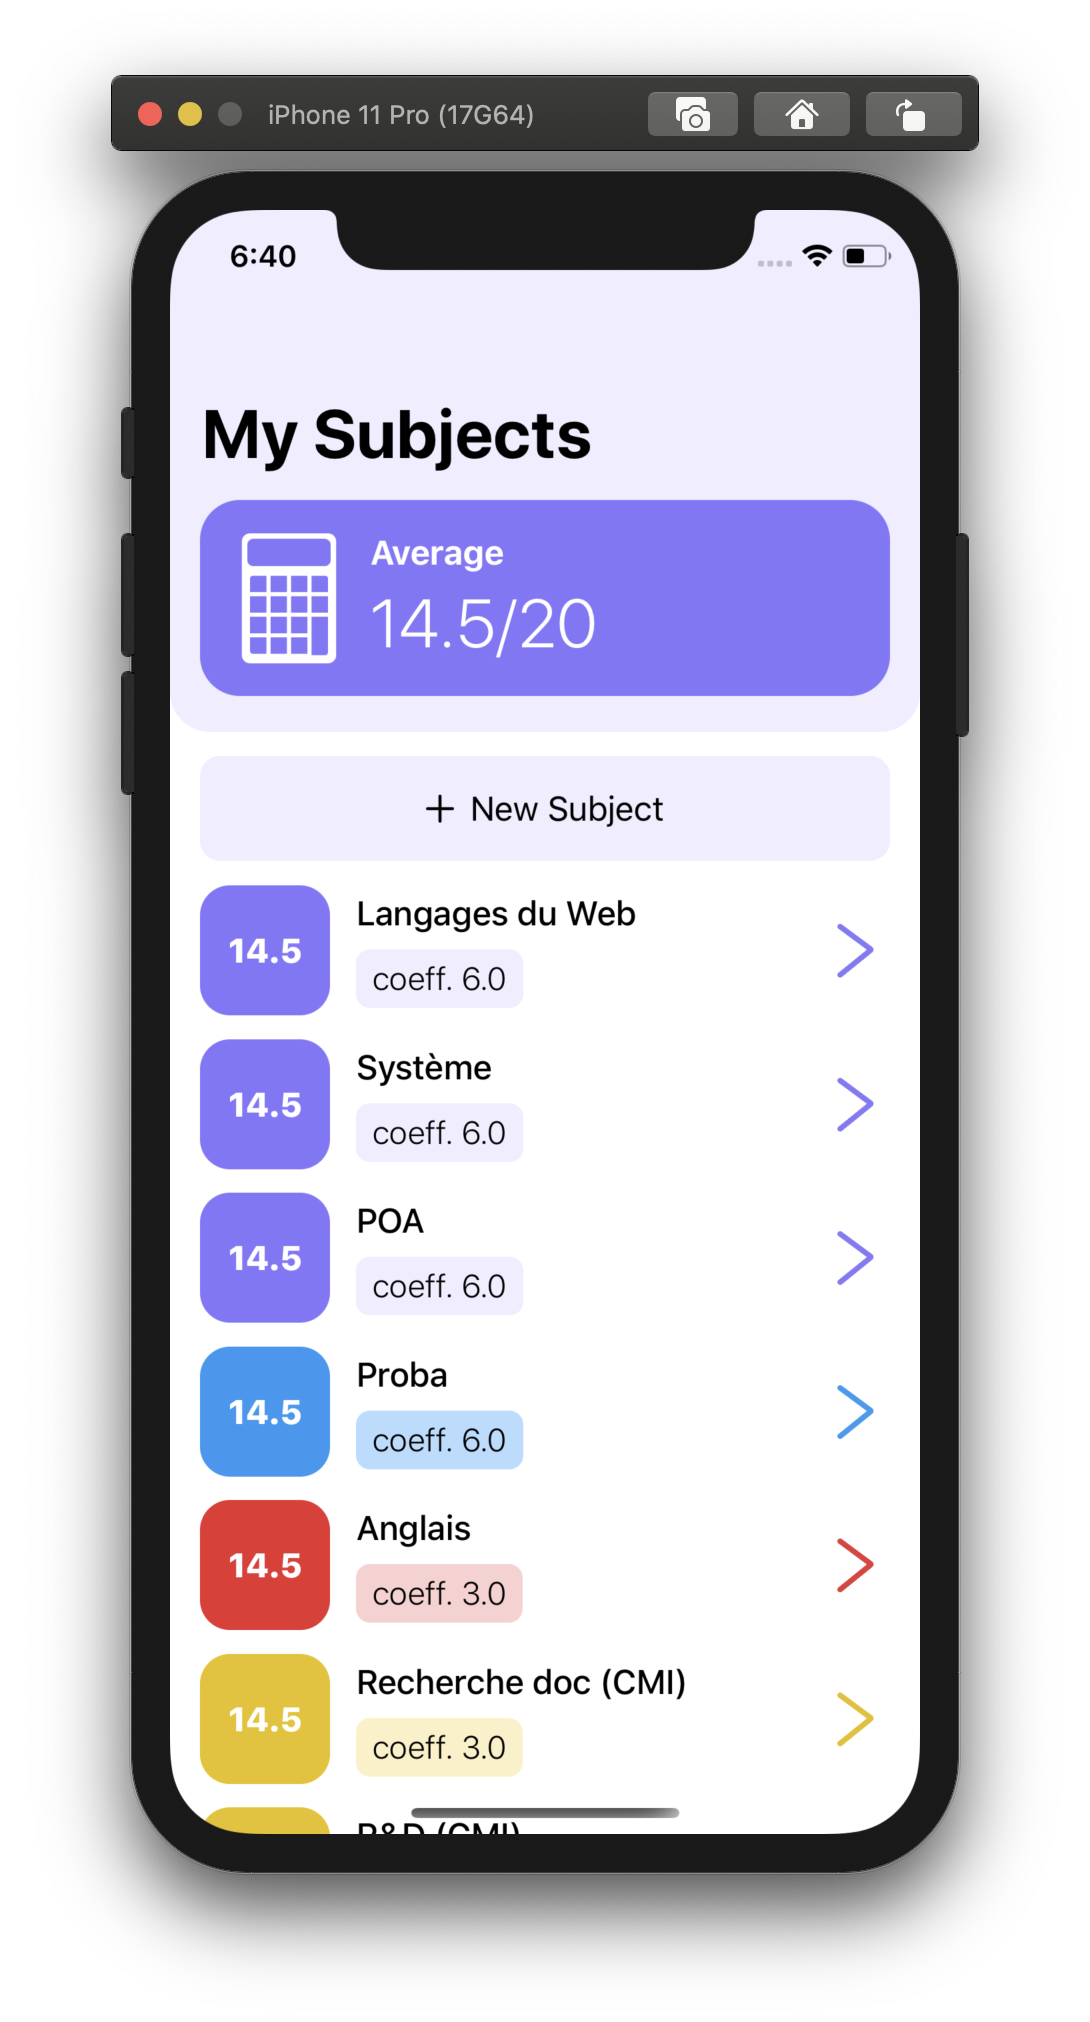 iPhone 11 Pro (17G64)
6:40
My Subjects
Average
14.5/20
+ New Subject
14.5
Langages du Web
coeff. 6.0
14.5
Système
coeff. 6.0
14.5
POA
coeff. 6.0
14.5
Proba
coeff. 6.0
14.5
Anglais
coeff. 3.0
14.5
Recherche doc (CMI)
coeff. 3.0
R&D (CMI)